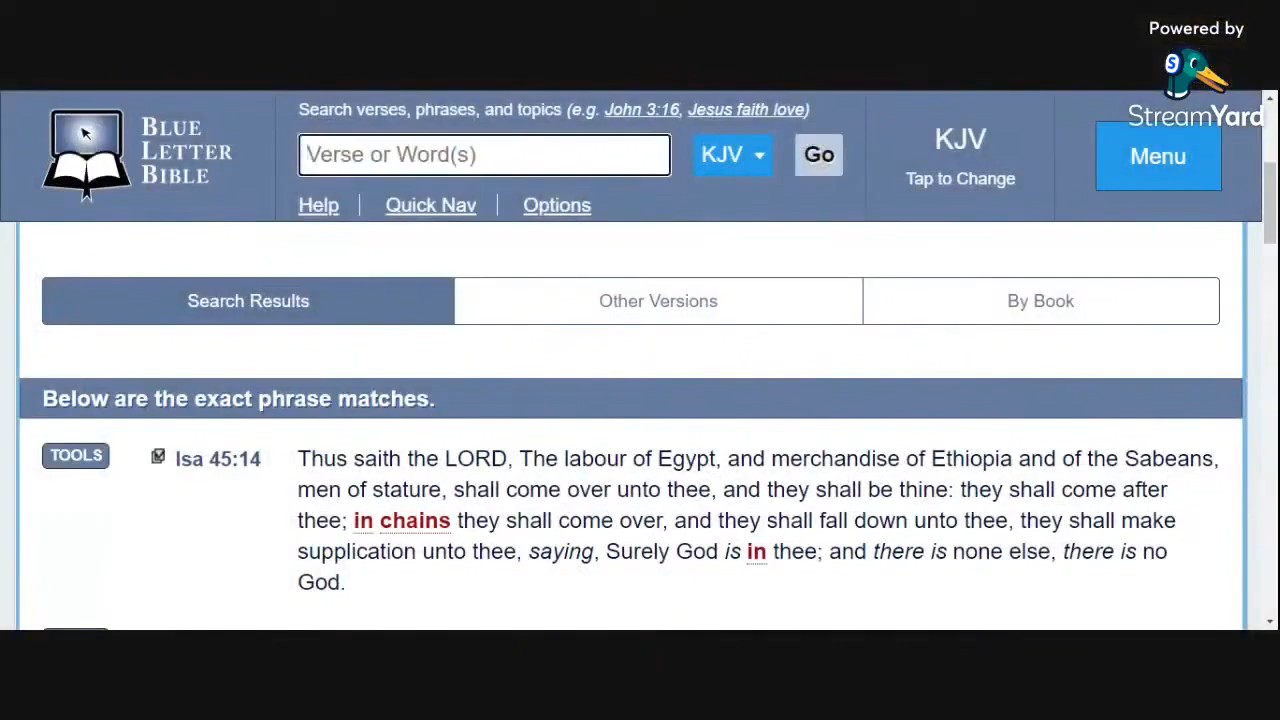 Powered by
StreamYard
BLUE
LETTER
BIBLE
Search verses, phrases, and topics (e.g. John 3:16, Jesus faith love)
Verse or Word(s)
KJV
Go
Help
Quick Nav
Options
KJV
Tap to Change
Menu
Search Results
Other Versions
By Book
Below are the exact phrase matches.
TOOLS
Isa 45:14
Thus saith the LORD, The labour of Egypt, and merchandise of Ethiopia and of the Sabeans,
men of stature, shall come over unto thee, and they shall be thine: they shall come after
thee; in chains they shall come over, and they shall fall down unto thee, they shall make
supplication unto thee, saying, Surely God is in thee; and there is none else, there is no
God.